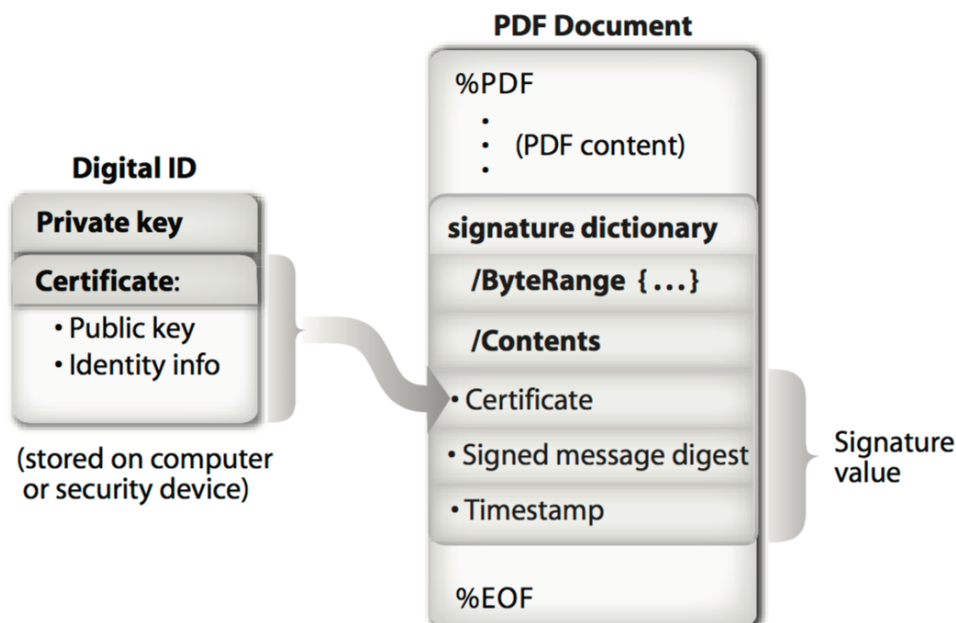 PDF Document
%PDF
•
• (PDF content)
•
Digital ID
Private key
Certificate:
• Public key
• Identity info
(stored on computer
or security device)
signature dictionary
/ByteRange {...}
/Contents
• Certificate
• Signed message digest
• Timestamp
Signature
value
%EOF